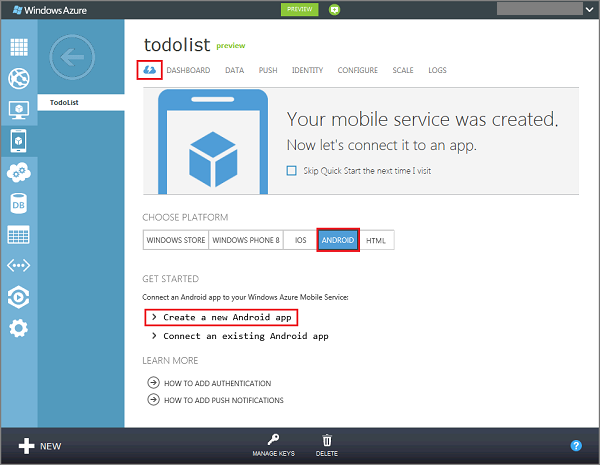 Windows Azure
PREVIEW
todolist preview
DASHBOARD DATA PUSH IDENTITY CONFIGURE SCALE LOGS
TodoList
Your mobile service was created.
Now let's connect it to an app.
Skip Quick Start the next time I visit
CHOOSE PLATFORM
WINDOWS STORE WINDOWS PHONE 8 IOS ANDROID HTML
GET STARTED
Connect an Android app to your Windows Azure Mobile Service:
> Create a new Android app
> Connect an existing Android app
DB
LEARN MORE
HOW TO ADD AUTHENTICATION
HOW TO ADD PUSH NOTIFICATIONS
NEW
MANAGE KEYS
DELETE
?